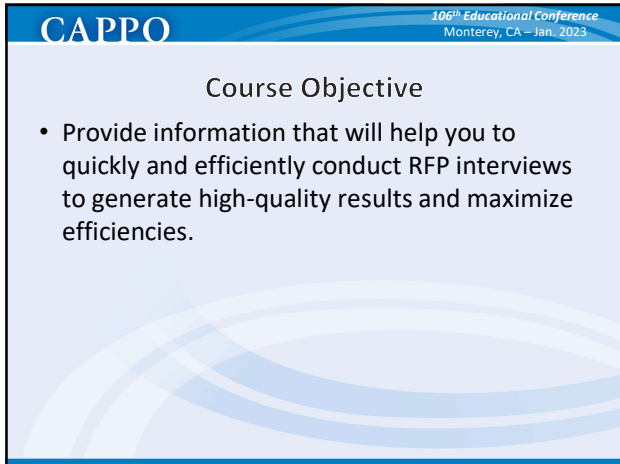 CAPPO
106th Educational Conference
Monterey, CA – Jan. 2023
Course Objective
• Provide information that will help you to
quickly and efficiently conduct RFP interviews
to generate high-quality results and maximize
efficiencies.